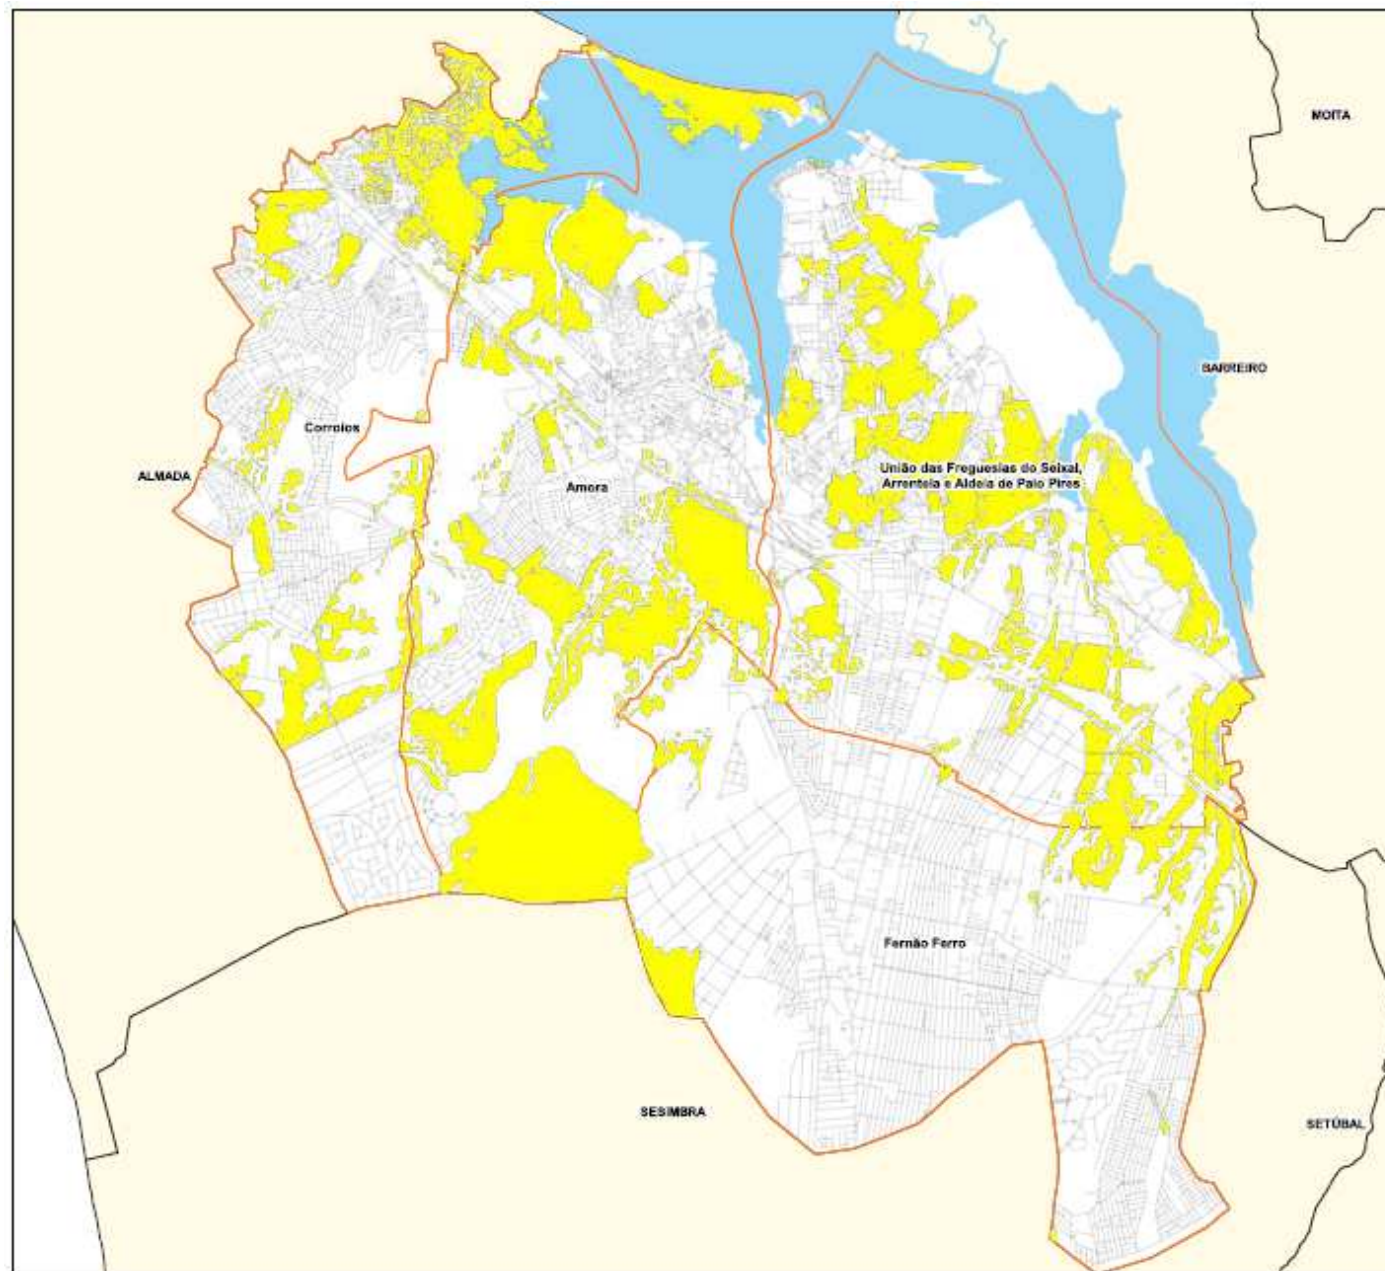 MOITA
BARREIRO
Corroios
ALMADA
União das Freguesias do Seixal,
Arrentela e Aldeia de Paio Pires
Amora
Fernão Ferro
SESIMBRA
SETÚBAL